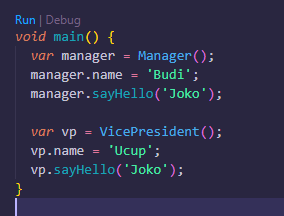 Run | Debug
void main() {
  var manager = Manager();
  manager.name = 'Budi';
  manager.sayHello('Joko');

  var vp = VicePresident();
  vp.name = 'Ucup';
  vp.sayHello('Joko');
}